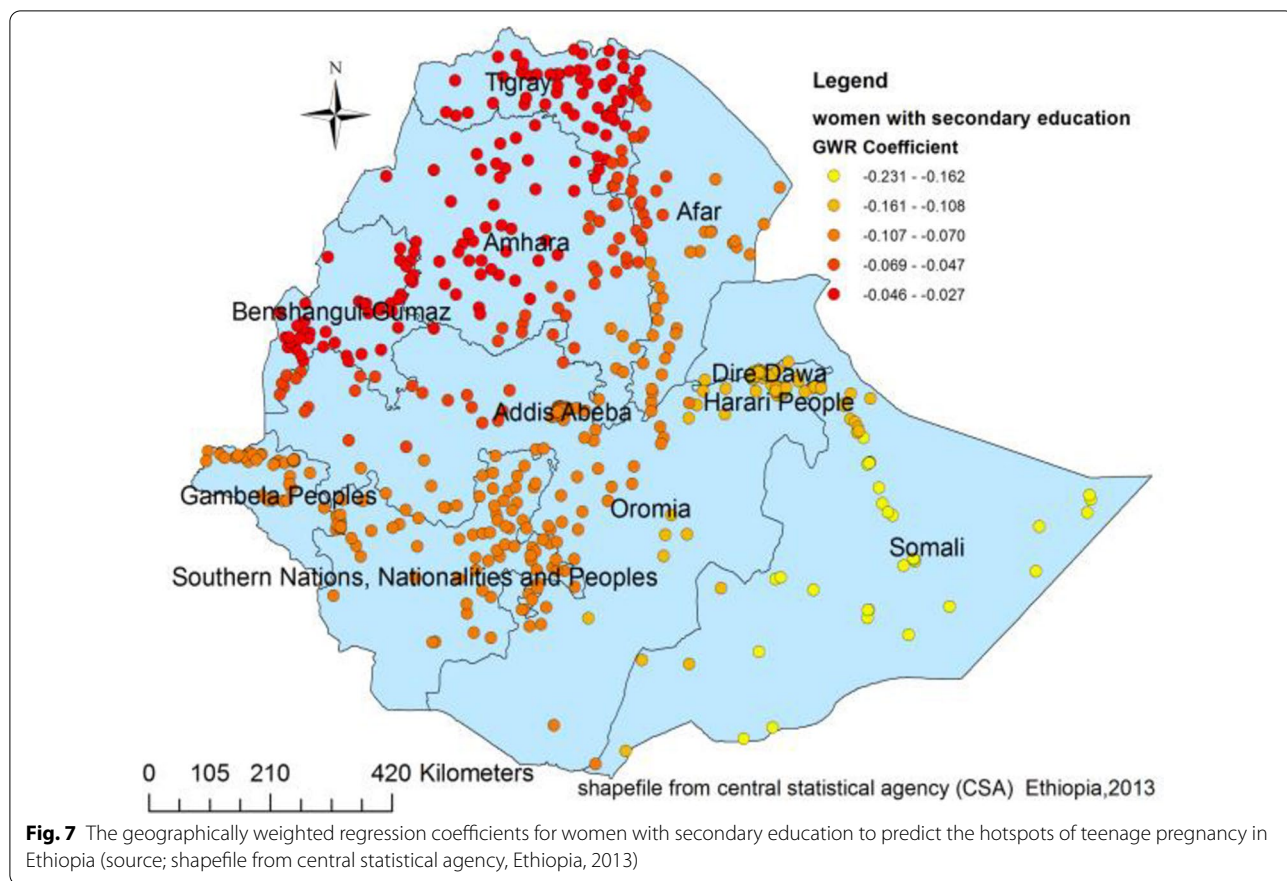 N
Tigray
Afar
Amhara
Benshangul-Gumaz
Dire Dawa
Addis Abeba
Harari People
Gambela Peoples
Oromia
Somali
Southern Nations, Nationalities and Peoples
Legend
women with secondary education
GWR Coefficient
-0.231 - -0.162
-0.161 - -0.108
-0.107 - -0.070
-0.069 - -0.047
-0.046 - -0.027
0 105 210 420 Kilometers
shapefile from central statistical agency (CSA) Ethiopia,2013
Fig. 7 The geographically weighted regression coefficients for women with secondary education to predict the hotspots of teenage pregnancy in
Ethiopia (source; shapefile from central statistical agency, Ethiopia, 2013)